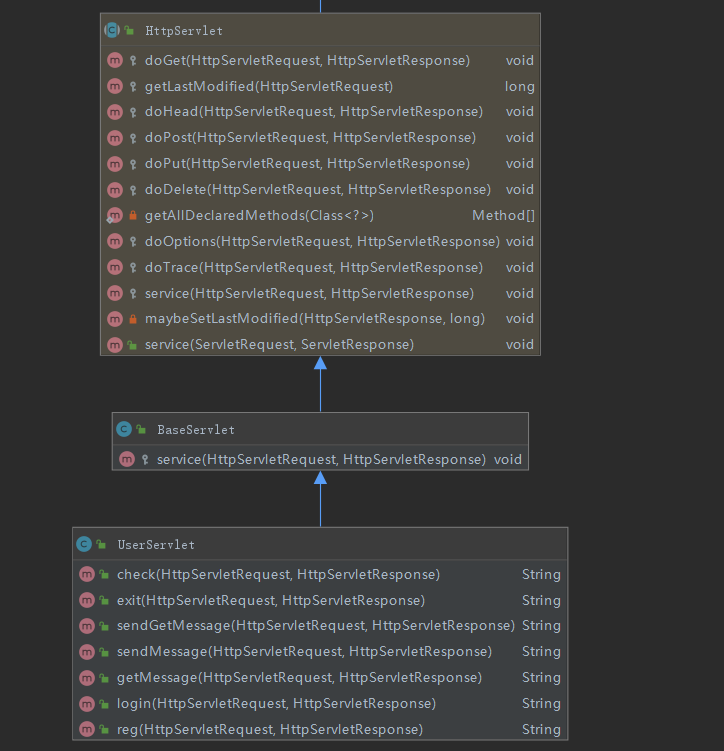 HttpServlet
doGet(HttpServletRequest, HttpServletResponse) void
getLastModified(HttpServletRequest) long
doHead(HttpServletRequest, HttpServletResponse) void
doPost(HttpServletRequest, HttpServletResponse) void
doPut(HttpServletRequest, HttpServletResponse) void
doDelete(HttpServletRequest, HttpServletResponse) void
getAllDeclaredMethods(Class<?>) Method[]
doOptions(HttpServletRequest, HttpServletResponse) void
doTrace(HttpServletRequest, HttpServletResponse) void
service(HttpServletRequest, HttpServletResponse) void
maybeSetLastModified(HttpServletResponse, long) void
service(ServletRequest, ServletResponse) void
BaseServlet
service(HttpServletRequest, HttpServletResponse) void
UserServlet
check(HttpServletRequest, HttpServletResponse) String
exit(HttpServletRequest, HttpServletResponse) String
sendGetMessage(HttpServletRequest, HttpServletResponse) String
sendMessage(HttpServletRequest, HttpServletResponse) String
getMessage(HttpServletRequest, HttpServletResponse) String
login(HttpServletRequest, HttpServletResponse) String
reg(HttpServletRequest, HttpServletResponse) String